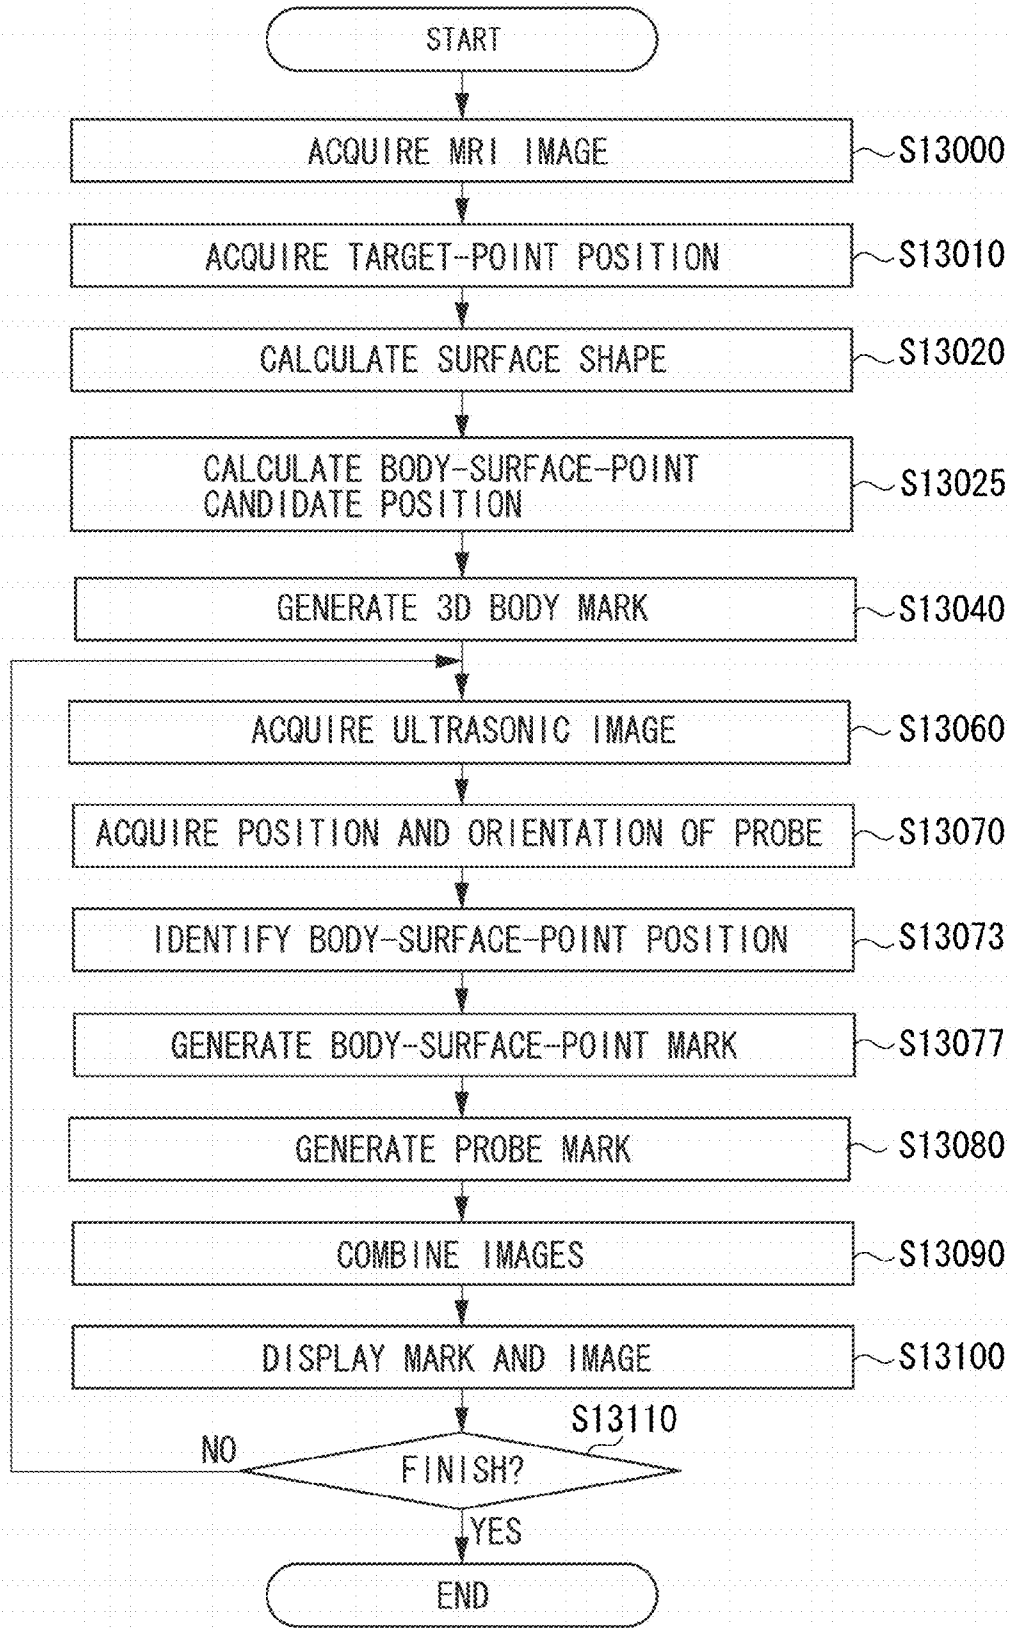 START
ACQUIRE MRI IMAGE
S13000
ACQUIRE TARGET-POINT POSITION
S13010
CALCULATE SURFACE SHAPE
S13020
CALCULATE BODY-SURFACE-POINT
CANDIDATE POSITION
S13025
GENERATE 3D BODY MARK
S13040
ACQUIRE ULTRASONIC IMAGE
S13060
ACQUIRE POSITION AND ORIENTATION OF PROBE
S13070
IDENTIFY BODY-SURFACE-POINT POSITION
S13073
GENERATE BODY-SURFACE-POINT MARK
S13077
GENERATE PROBE MARK
S13080
COMBINE IMAGES
S13090
DISPLAY MARK AND IMAGE
S13100
S13110
NO
FINISH?
YES
END